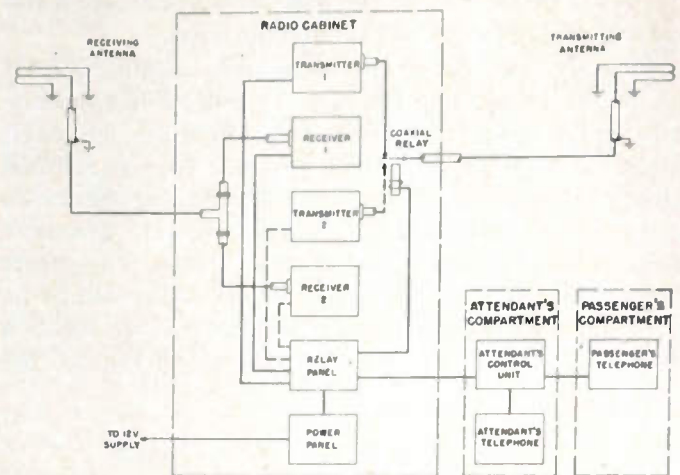 RADIO CABINET
RECEIVING
ANTENNA
TRANSMITTING
ANTENNA
TRANSMITTER
1
COAXIAL
RELAY
RECEIVER
1
TRANSMITTER
2
RECEIVER
2
ATTENDANT'S
COMPARTMENT
PASSENGER'S
COMPARTMENT
RELAY
PANEL
ATTENDANT'S
CONTROL
UNIT
PASSENGER'S
TELEPHONE
TO 12V
SUPPLY
POWER
PANEL
ATTENDANT'S
TELEPHONE